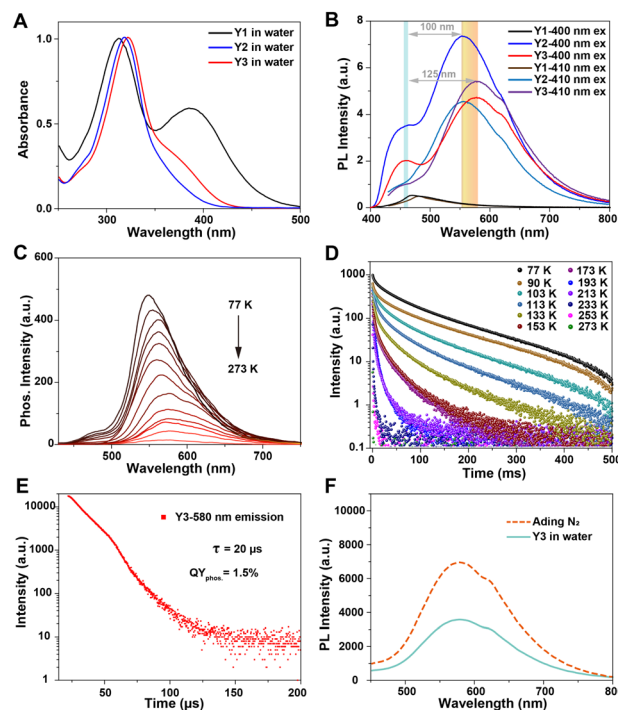 A
Y1 in water
Y2 in water
Y3 in water
1.0
0.5
0.0
Absorbance
300
400
500
Wavelength (nm)
B
100 nm
125 nm
Y1-400 nm ex
Y2-400 nm ex
Y3-400 nm ex
Y1-410 nm ex
Y2-410 nm ex
Y3-410 nm ex
8
6
4
2
0
PL Intensity (a.u.)
400
500
600
700
800
Wavelength (nm)
C
600
400
200
0
Phos. Intensity (a.u.)
77 K
273 K
500
600
700
Wavelength (nm)
D
77 K
90 K
103 K
113 K
133 K
153 K
173 K
193 K
213 K
233 K
253 K
273 K
1000
100
10
1
0.1
Intensity (a.u.)
0
100
200
300
400
500
Time (ms)
E
Y3-580 nm emission
τ = 20 μs
QYphos. = 1.5%
10000
1000
100
10
1
Intensity (a.u.)
50
100
150
200
Time (μs)
F
Ading N₂
Y3 in water
10000
8000
6000
4000
2000
0
PL Intensity (a.u.)
500
600
700
80
Wavelength (nm)